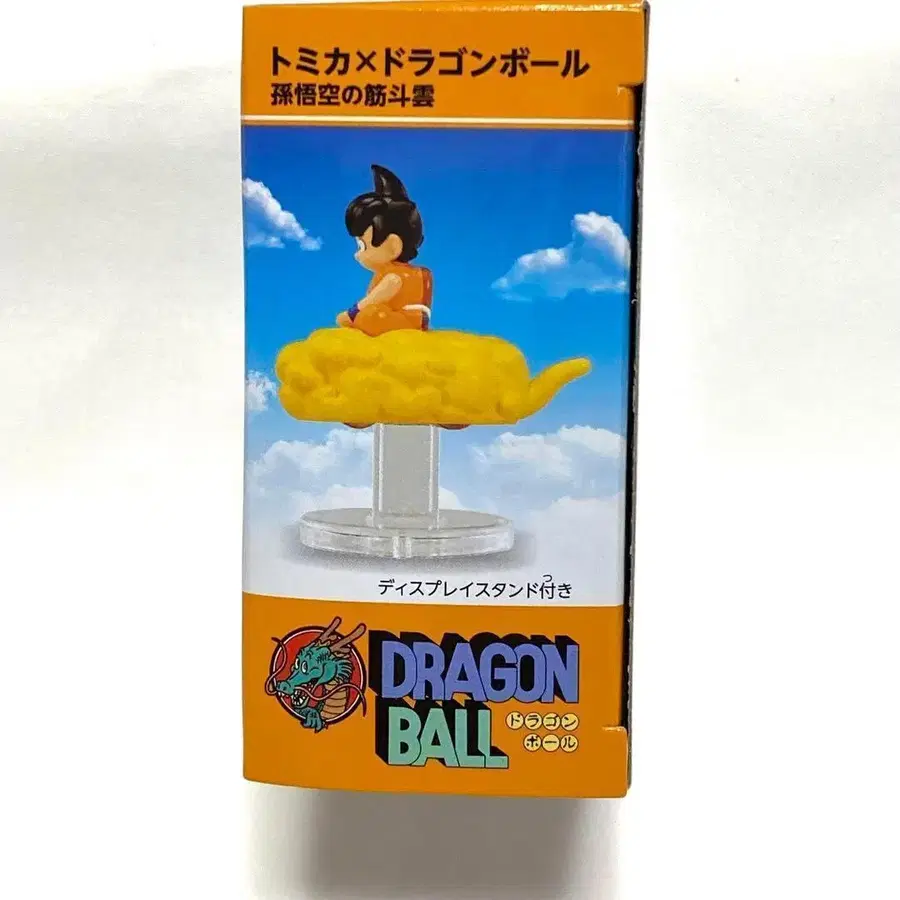 トミカ×ドラゴンボール
孫悟空の筋斗雲
ディスプレイスタンド付き
つ
DRAGON
BALL
ドラゴン
ボール